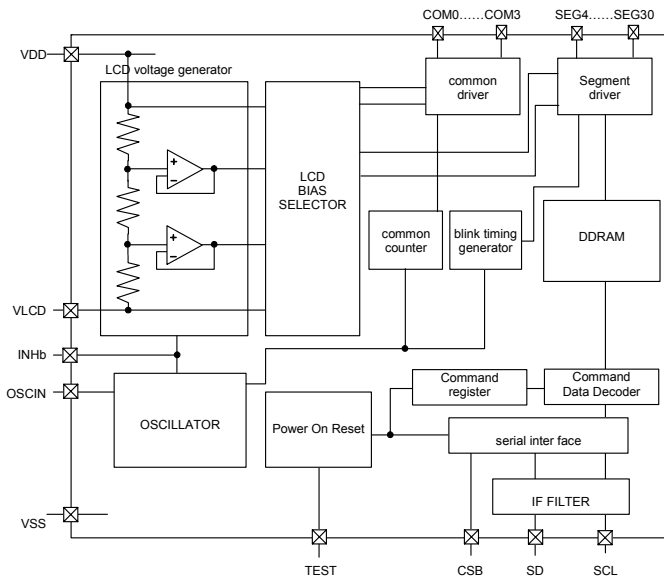 COM0……COM3
SEG4……SEG30
VDD
LCD voltage generator
common
driver
Segment
driver
LCD
BIAS
SELECTOR
common
counter
blink timing
generator
DDRAM
VLCD
INHb
OSCIN
OSCILLATOR
Command
register
Command
Data Decoder
Power On Reset
serial inter face
IF FILTER
VSS
TEST
CSB
SD
SCL